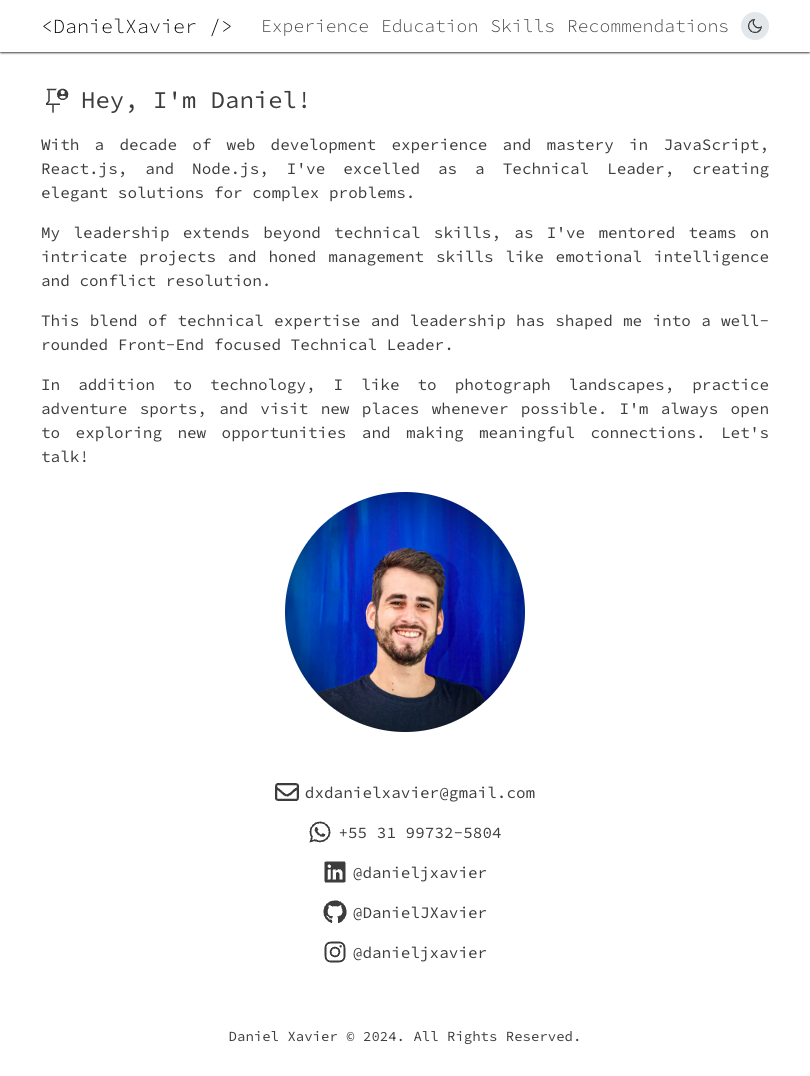 <DanielXavier /> Experience Education Skills Recommendations
Hey, I'm Daniel!
With a decade of web development experience and mastery in JavaScript,
React.js, and Node.js, I've excelled as a Technical Leader, creating
elegant solutions for complex problems.
My leadership extends beyond technical skills, as I've mentored teams on
intricate projects and honed management skills like emotional intelligence
and conflict resolution.
This blend of technical expertise and leadership has shaped me into a well-
rounded Front-End focused Technical Leader.
In addition to technology, I like to photograph landscapes, practice
adventure sports, and visit new places whenever possible. I'm always open
to exploring new opportunities and making meaningful connections. Let's
talk!
dxdanielxavier@gmail.com
+55 31 99732-5804
@danieljxavier
@DanielJXavier
@danieljxavier
Daniel Xavier © 2024. All Rights Reserved.